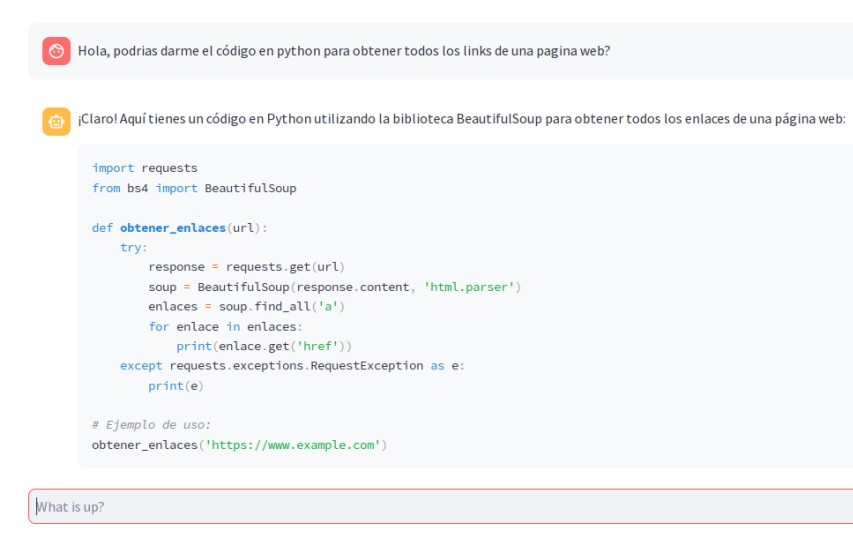 Hola, podrias darme el código en python para obtener todos los links de una pagina web?
¡Claro! Aquí tienes un código en Python utilizando la biblioteca BeautifulSoup para obtener todos los enlaces de una página web:
import requests
from bs4 import BeautifulSoup

def obtener_enlaces(url):
    try:
        response = requests.get(url)
        soup = BeautifulSoup(response.content, 'html.parser')
        enlaces = soup.find_all('a')
        for enlace in enlaces:
            print(enlace.get('href'))
    except requests.exceptions.RequestException as e:
        print(e)

# Ejemplo de uso:
obtener_enlaces('https://www.example.com')
What is up?